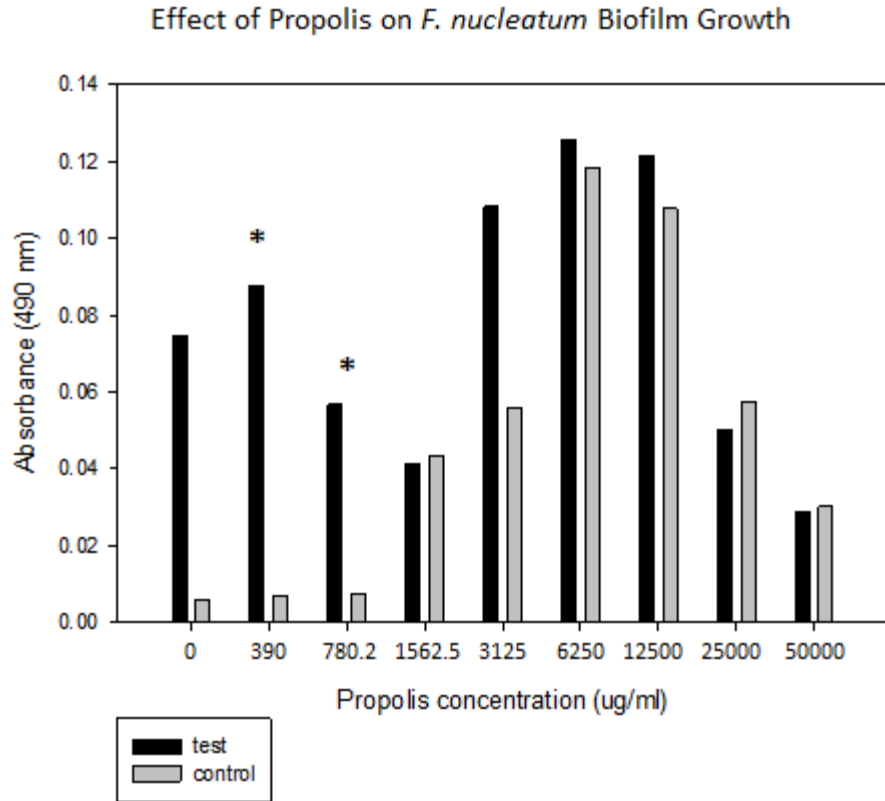 Effect of Propolis on F. nucleatum Biofilm Growth
0.14
0.12
0.10
0.08
0.06
0.04
0.02
0.00
Absorbance (490 nm)
*
*
0 390 780.2 1562.5 3125 6250 12500 25000 50000
Propolis concentration (ug/ml)
test
control